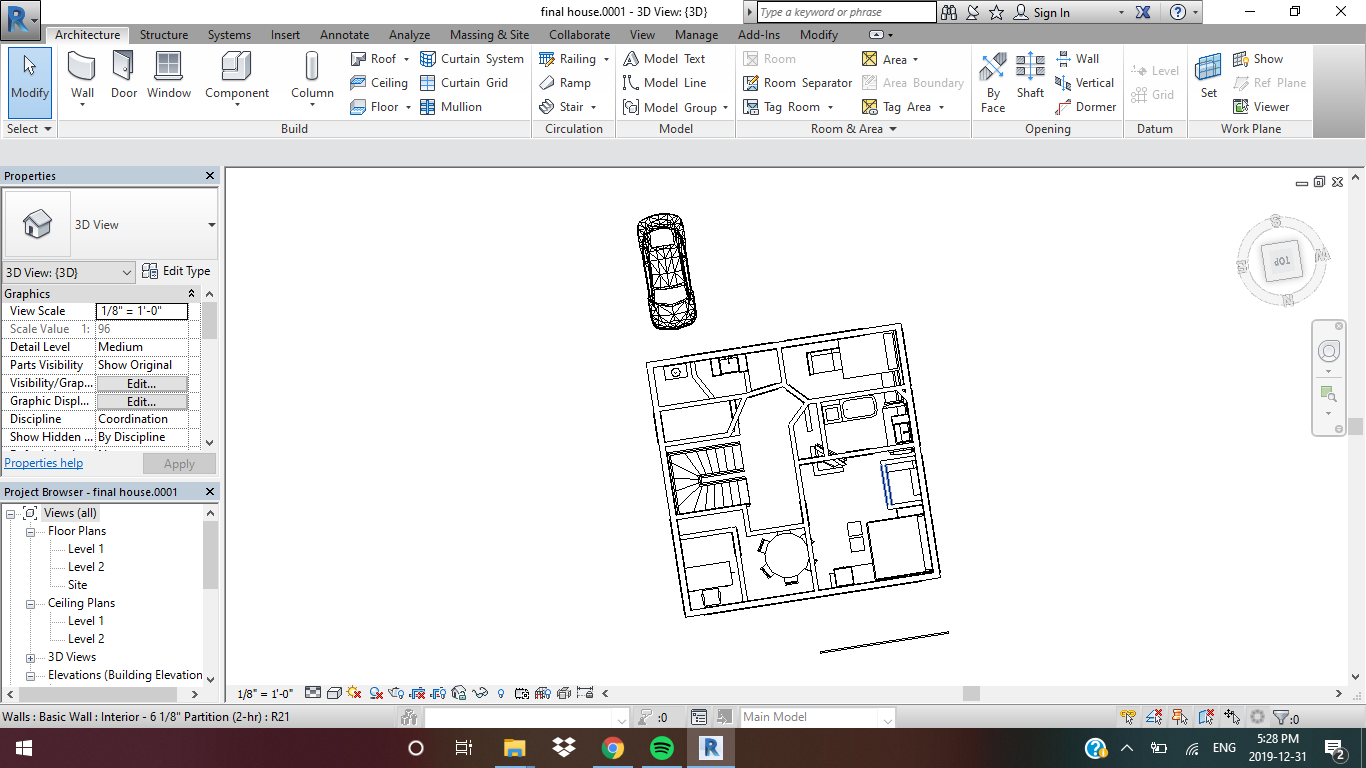 final house.0001 - 3D View: {3D}
Type a keyword or phrase
Sign In
Architecture Structure Systems Insert Annotate Analyze Massing & Site Collaborate View Manage Add-Ins Modify
Modify
Wall
Door
Window
Component
Column
Roof
Ceiling
Floor
Curtain System
Curtain Grid
Mullion
Railing
Ramp
Stair
Model Text
Model Line
Model Group
Room
Room Separator
Tag Room
Area
Area Boundary
Tag Area
By Face
Shaft
Wall
Vertical
Dormer
Level
Grid
Set
Show
Ref Plane
Viewer
Select
Build
Circulation
Model
Room & Area
Opening
Datum
Work Plane
Properties
3D View
3D View: {3D}
Edit Type
Graphics
View Scale 1/8" = 1'-0"
Scale Value 1: 96
Detail Level Medium
Parts Visibility Show Original
Visibility/Grap... Edit...
Graphic Displ... Edit...
Discipline Coordination
Show Hidden ... By Discipline
Properties help
Apply
Project Browser - final house.0001
Views (all)
Floor Plans
Level 1
Level 2
Site
Ceiling Plans
Level 1
Level 2
3D Views
Elevations (Building Elevation
TOP
S
W
N
E
1/8" = 1'-0"
Walls : Basic Wall : Interior - 6 1/8" Partition (2-hr) : R21
:0
Main Model
:0
ENG
5:28 PM
2019-12-31
2